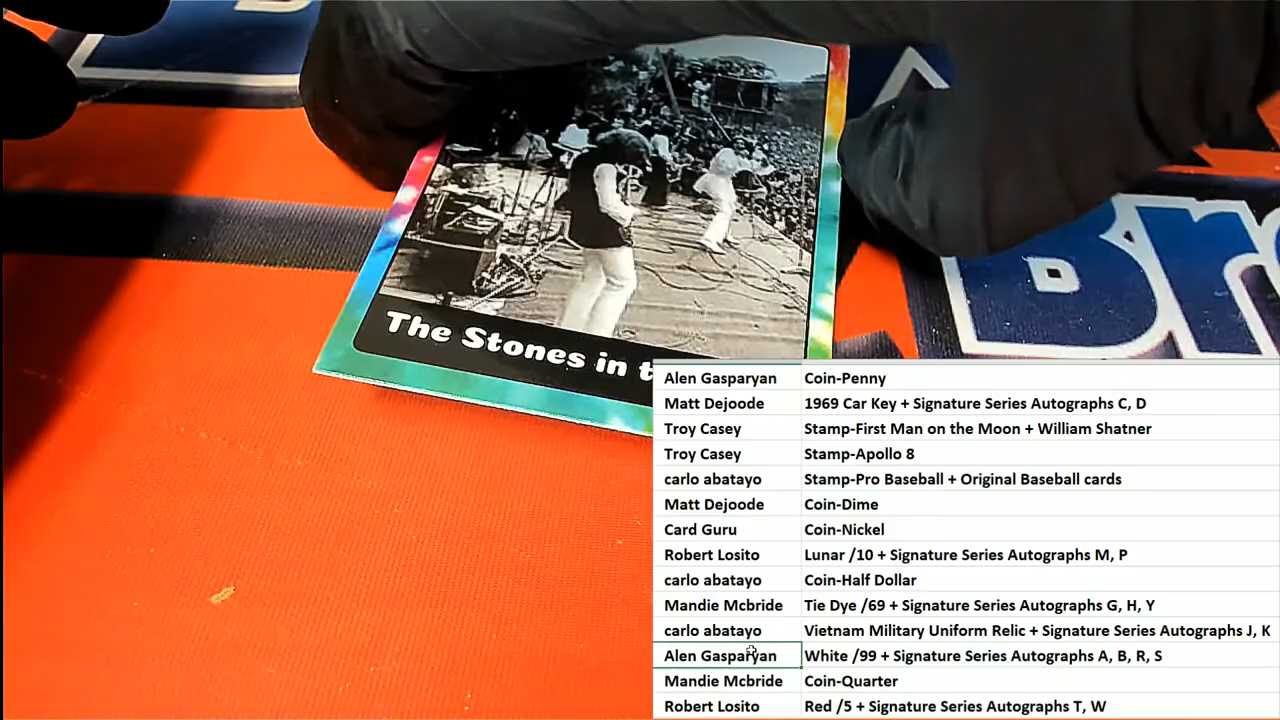 The Stones in t
Br
Alen Gasparyan Coin-Penny
Matt Dejoode 1969 Car Key + Signature Series Autographs C, D
Troy Casey Stamp-First Man on the Moon + William Shatner
Troy Casey Stamp-Apollo 8
carlo abatayo Stamp-Pro Baseball + Original Baseball cards
Matt Dejoode Coin-Dime
Card Guru Coin-Nickel
Robert Losito Lunar /10 + Signature Series Autographs M, P
carlo abatayo Coin-Half Dollar
Mandie Mcbride Tie Dye /69 + Signature Series Autographs G, H, Y
carlo abatayo Vietnam Military Uniform Relic + Signature Series Autographs J, K
Alen Gasparyan White /99 + Signature Series Autographs A, B, R, S
Mandie Mcbride Coin-Quarter
Robert Losito Red /5 + Signature Series Autographs T, W